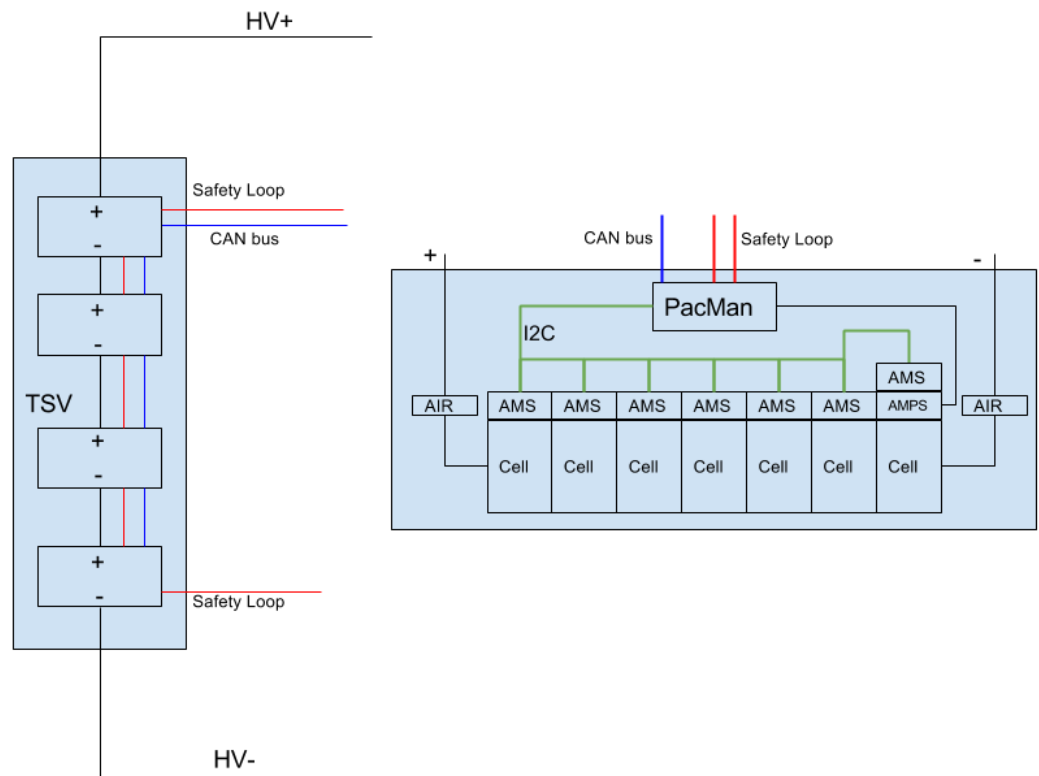 HV+
Safety Loop
+
CAN bus
-
+
-
TSV
+
-
+
-
Safety Loop
HV-
CAN bus
Safety Loop
+
-
PacMan
I2C
AMS
AIR
AMS
AMS
AMS
AMS
AMS
AMS
AMPS
AIR
Cell
Cell
Cell
Cell
Cell
Cell
Cell